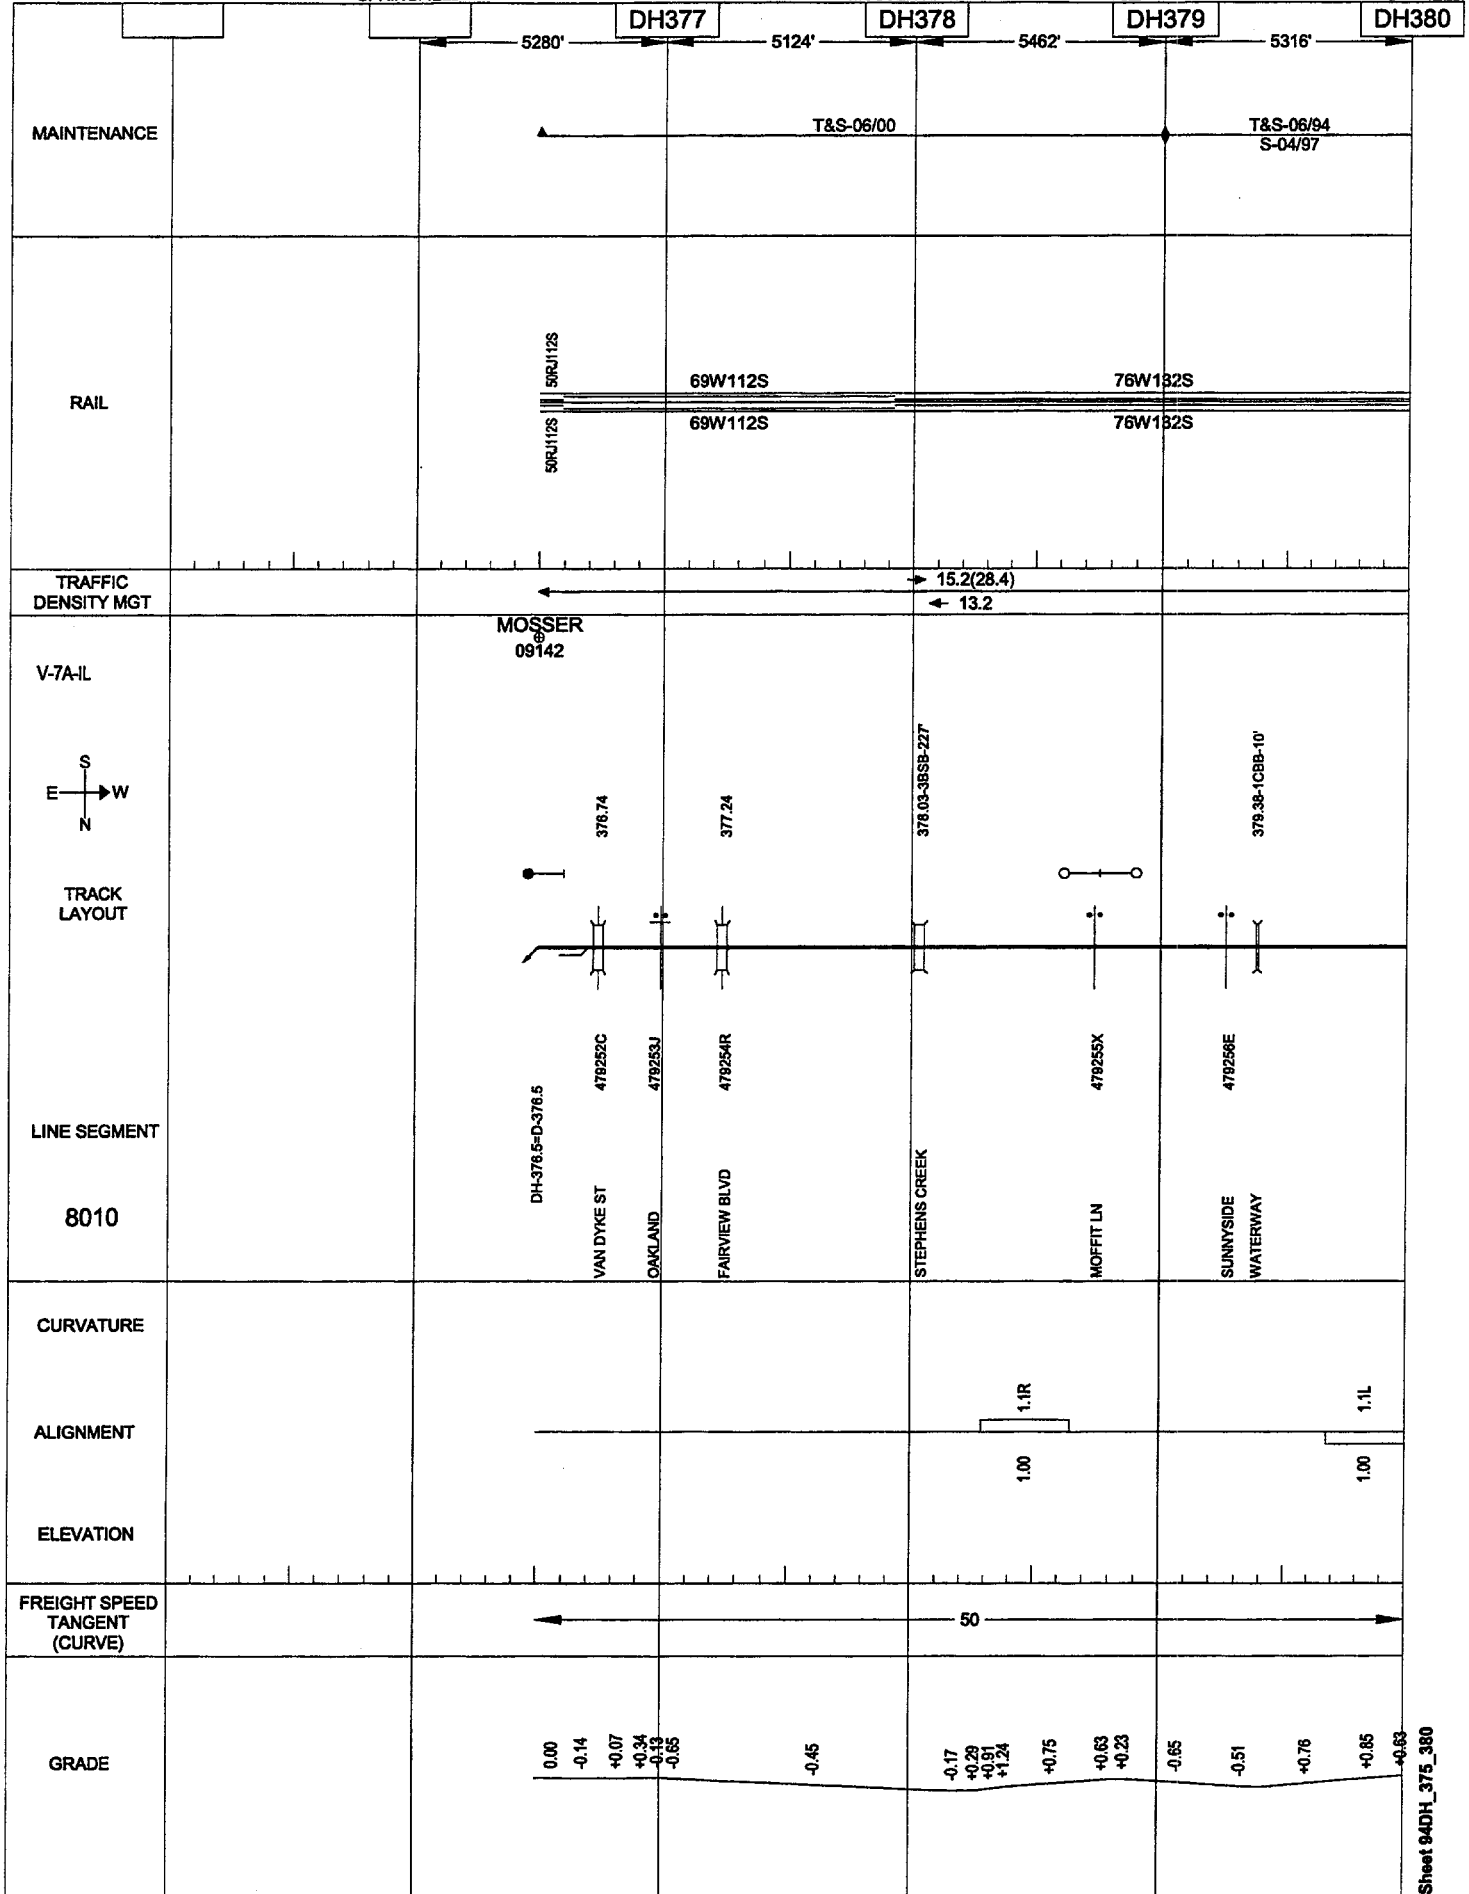 DH377 DH378 DH379 DH380
5280' 5124' 5462' 5316'
MAINTENANCE
T&S-06/00
T&S-06/94
S-04/97
RAIL
50RJ112S
50RJ112S
69W112S
69W112S
76W132S
76W132S
TRAFFIC
DENSITY MGT
15.2(28.4)
13.2
MOSSER
09142
V-7A-IL
S
E W
N
376.74
377.24
378.03-3BSB-227'
379.38-1CBB-10'
TRACK
LAYOUT
479252C
479253J
479254R
479255X
479256E
LINE SEGMENT
8010
DH-376.5=D-376.5
VAN DYKE ST
OAKLAND
FAIRVIEW BLVD
STEPHENS CREEK
MOFFIT LN
SUNNYSIDE
WATERWAY
CURVATURE
1.1R
1.1L
ALIGNMENT
1.00
1.00
ELEVATION
FREIGHT SPEED
TANGENT
(CURVE)
50
GRADE
0.00
-0.14
+0.07
+0.34
-0.13
-0.65
-0.45
-0.17
+0.29
+0.91
+1.24
+0.75
+0.63
+0.23
-0.65
-0.51
+0.76
+0.85
+0.63
Sheet 94DH_375_380